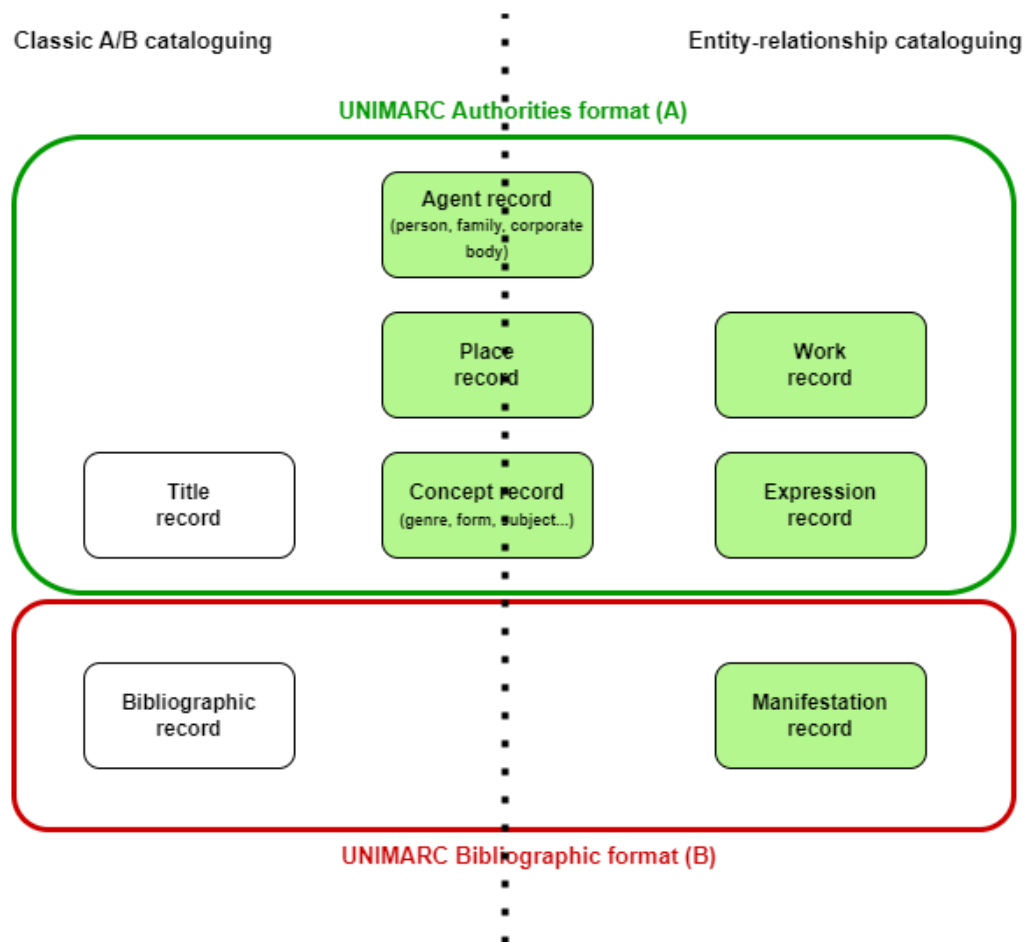 Classic A/B cataloguing
Entity-relationship cataloguing
UNIMARC Authorities format (A)
Agent record
(person, family, corporate
body)
Place
record
Work
record
Title
record
Concept record
(genre, form, subject...)
Expression
record
Bibliographic
record
Manifestation
record
UNIMARC Bibliographic format (B)